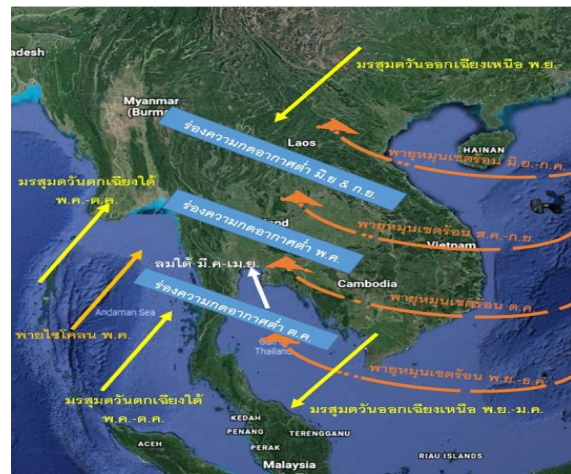 adesh
มรสุมตวันออกเฉียงเหนือ พ.ย.
Myanmar
(Burma
Laos
HAINAN
ร่องความกดอากาศต่ำ มิ.ย & ก.ย.
พายุหมุนเขตร้อน มิ.ย.-ก.ค.
มรสุมตวันตกเฉียงใต้
พ.ค.-ต.ค.
ร่องความกดอากาศต่ำ พ.ค.
พายุหมุนเขตร้อน ส.ค.-ก.ย
Vietnam
ลมใต้ มี.ค-เม.ย.
Cambodia
พายุหมุนเขตร้อน ต.ค.
Andaman Sea
ร่องความกดอากาศต่ำ ต.ค.
พายไซโคลน พ.ค.
Thailand
พายุหมุนเขตร้อน พ.ย.-ธ.ค.
มรสุมตวันตกเฉียงใต้
พ.ค.-ต.ค.
มรสุมตวันออกเฉียงเหนือ พ.ย.-ม.ค.
KEDAH
PENANG
TERENGGANU
PERAK
ACEH
Malaysia
RIAU ISLANDS